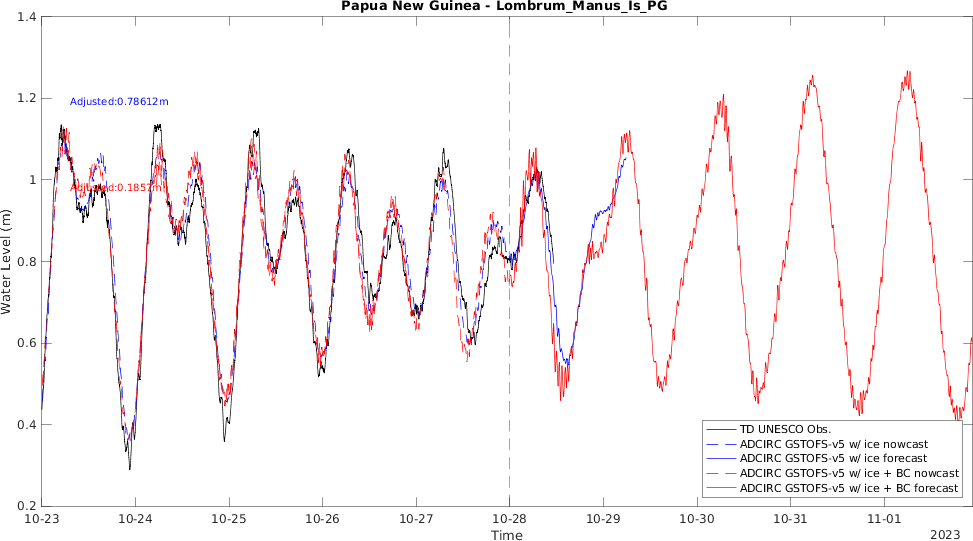 Papua New Guinea - Lombrum_Manus_Is_PG
1.4
1.2
1
0.8
0.6
0.4
0.2
Water Level (m)
Adjusted:0.78612m
Adjusted:0.1857m
TD UNESCO Obs.
ADCIRC GSTOFS-v5 w/ ice nowcast
ADCIRC GSTOFS-v5 w/ ice forecast
ADCIRC GSTOFS-v5 w/ ice + BC nowcast
ADCIRC GSTOFS-v5 w/ ice + BC forecast
10-23 10-24 10-25 10-26 10-27 10-28 10-29 10-30 10-31 11-01
Time
2023